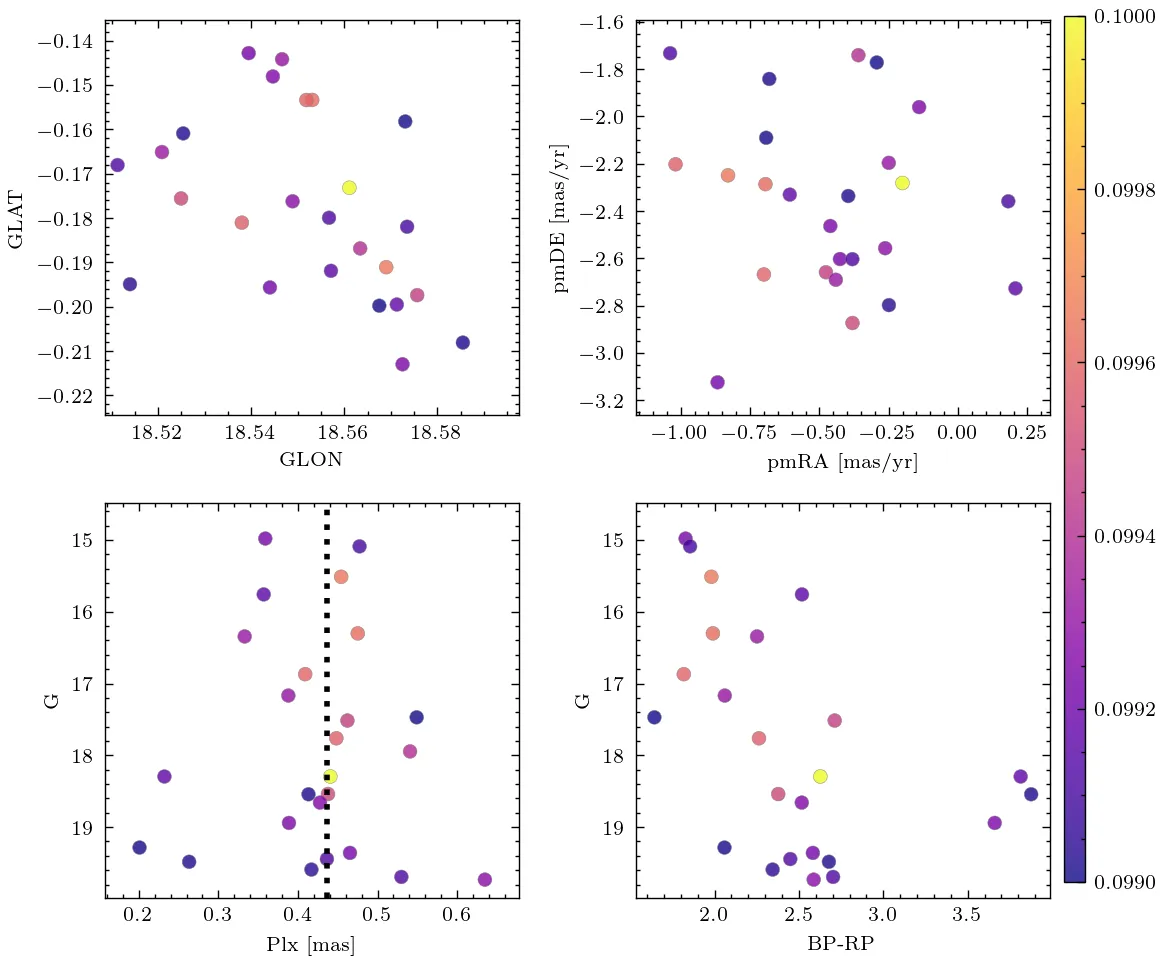 −0.14
−0.15
−0.16
−0.17
−0.18
−0.19
−0.20
−0.21
−0.22
GLAT
18.52 18.54 18.56 18.58
GLON
−1.6
−1.8
−2.0
−2.2
−2.4
−2.6
−2.8
−3.0
−3.2
pmDE [mas/yr]
−1.00 −0.75 −0.50 −0.25 0.00 0.25
pmRA [mas/yr]
15
16
17
18
19
G
0.2 0.3 0.4 0.5 0.6
Plx [mas]
15
16
17
18
19
G
2.0 2.5 3.0 3.5
BP-RP
0.1000
0.0998
0.0996
0.0994
0.0992
0.0990